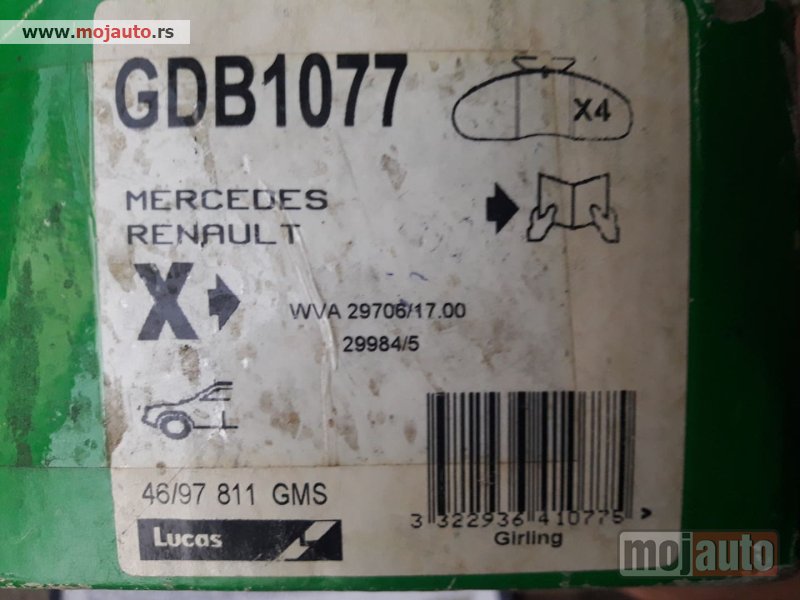 www.mojauto.rs
GDB1077
X4
MERCEDES
RENAULT
X
WVA 29706/17.00
29984/5
46/97 811 GMS
3 322936 410775 >
Lucas
Girling
mojauto